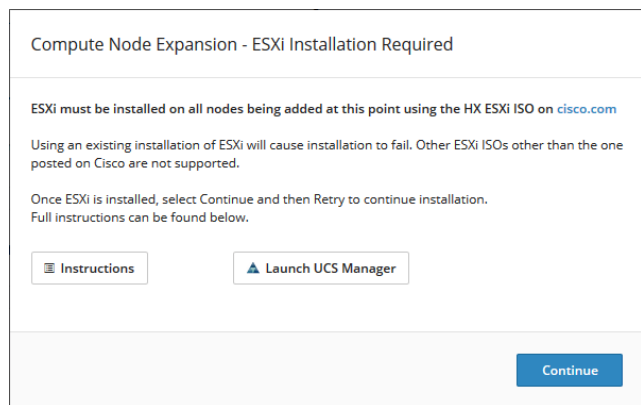 Compute Node Expansion - ESXi Installation Required
ESXi must be installed on all nodes being added at this point using the HX ESXi ISO on cisco.com
Using an existing installation of ESXi will cause installation to fail. Other ESXi ISOs other than the one
posted on Cisco are not supported.
Once ESXi is installed, select Continue and then Retry to continue installation.
Full instructions can be found below.
Instructions
Launch UCS Manager
Continue